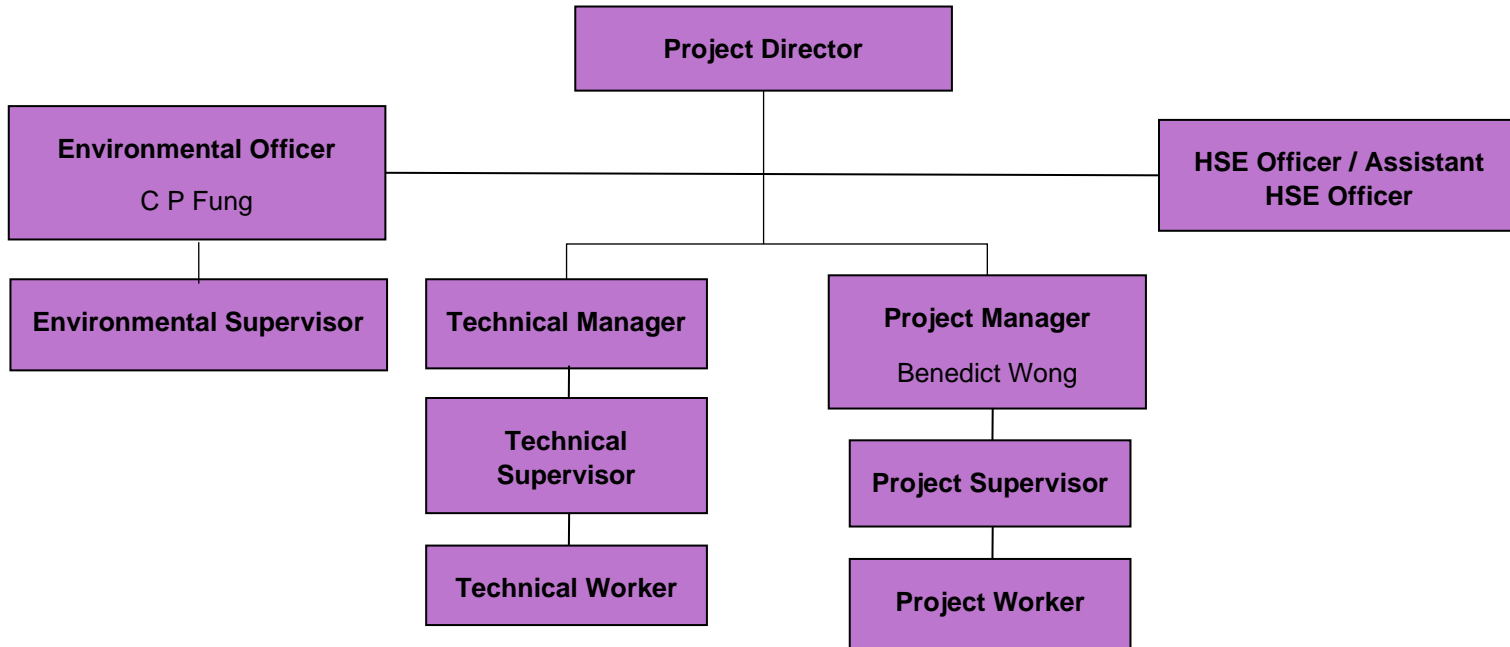 Project Director
Environmental Officer
C P Fung
HSE Officer / Assistant
HSE Officer
Environmental Supervisor
Technical Manager
Project Manager
Benedict Wong
Technical
Supervisor
Project Supervisor
Technical Worker
Project Worker